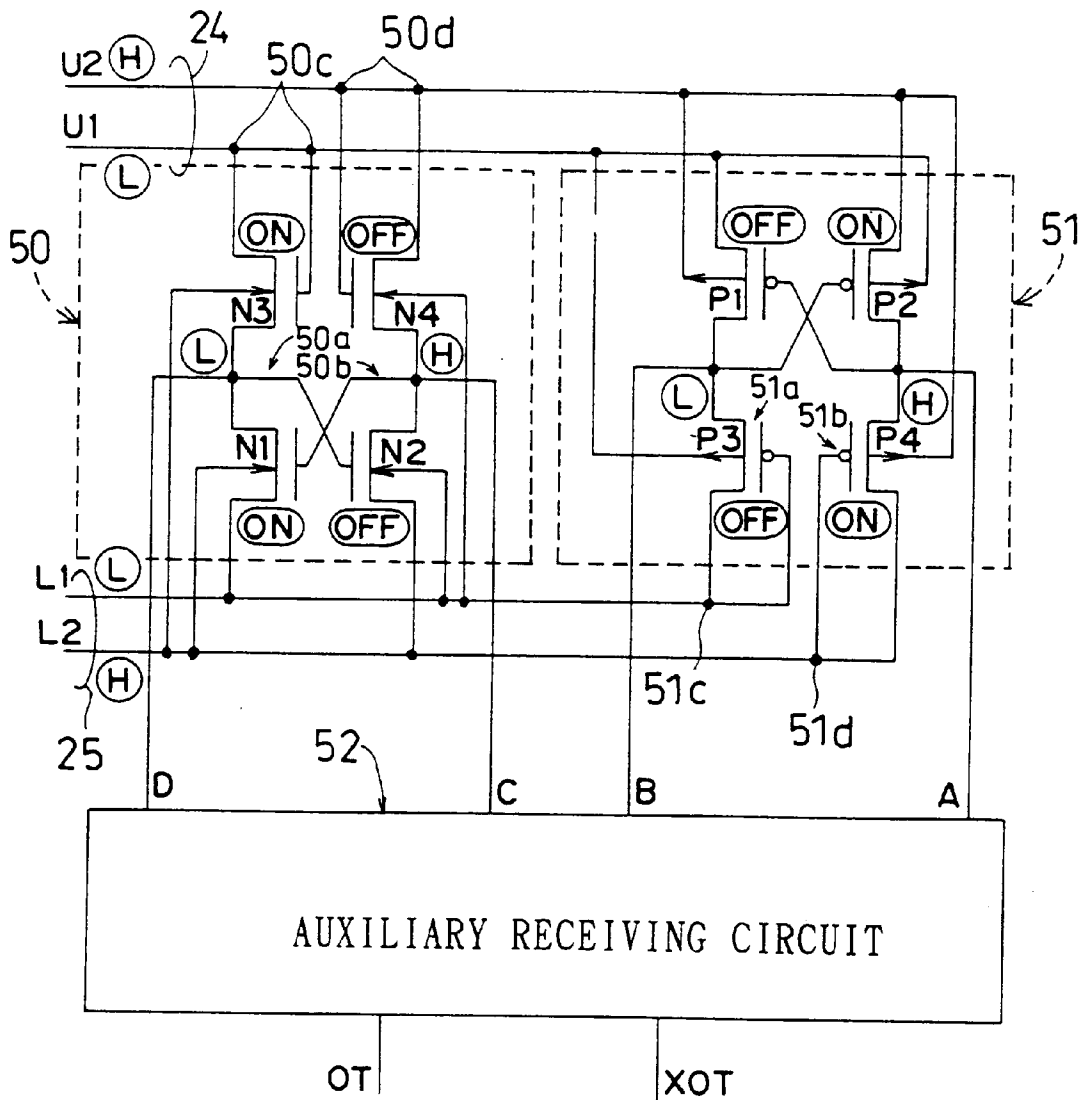 24
50c
50d
U2 H
U1
L
50
51
ON
OFF
OFF
ON
N3
N4
P1
P2
L
50a
50b
H
51a
51b
L
H
N1
N2
P3
P4
ON
OFF
OFF
ON
L1 L
L2
H
25
51c
51d
52
D
C
B
A
AUXILIARY RECEIVING CIRCUIT
OT
XOT